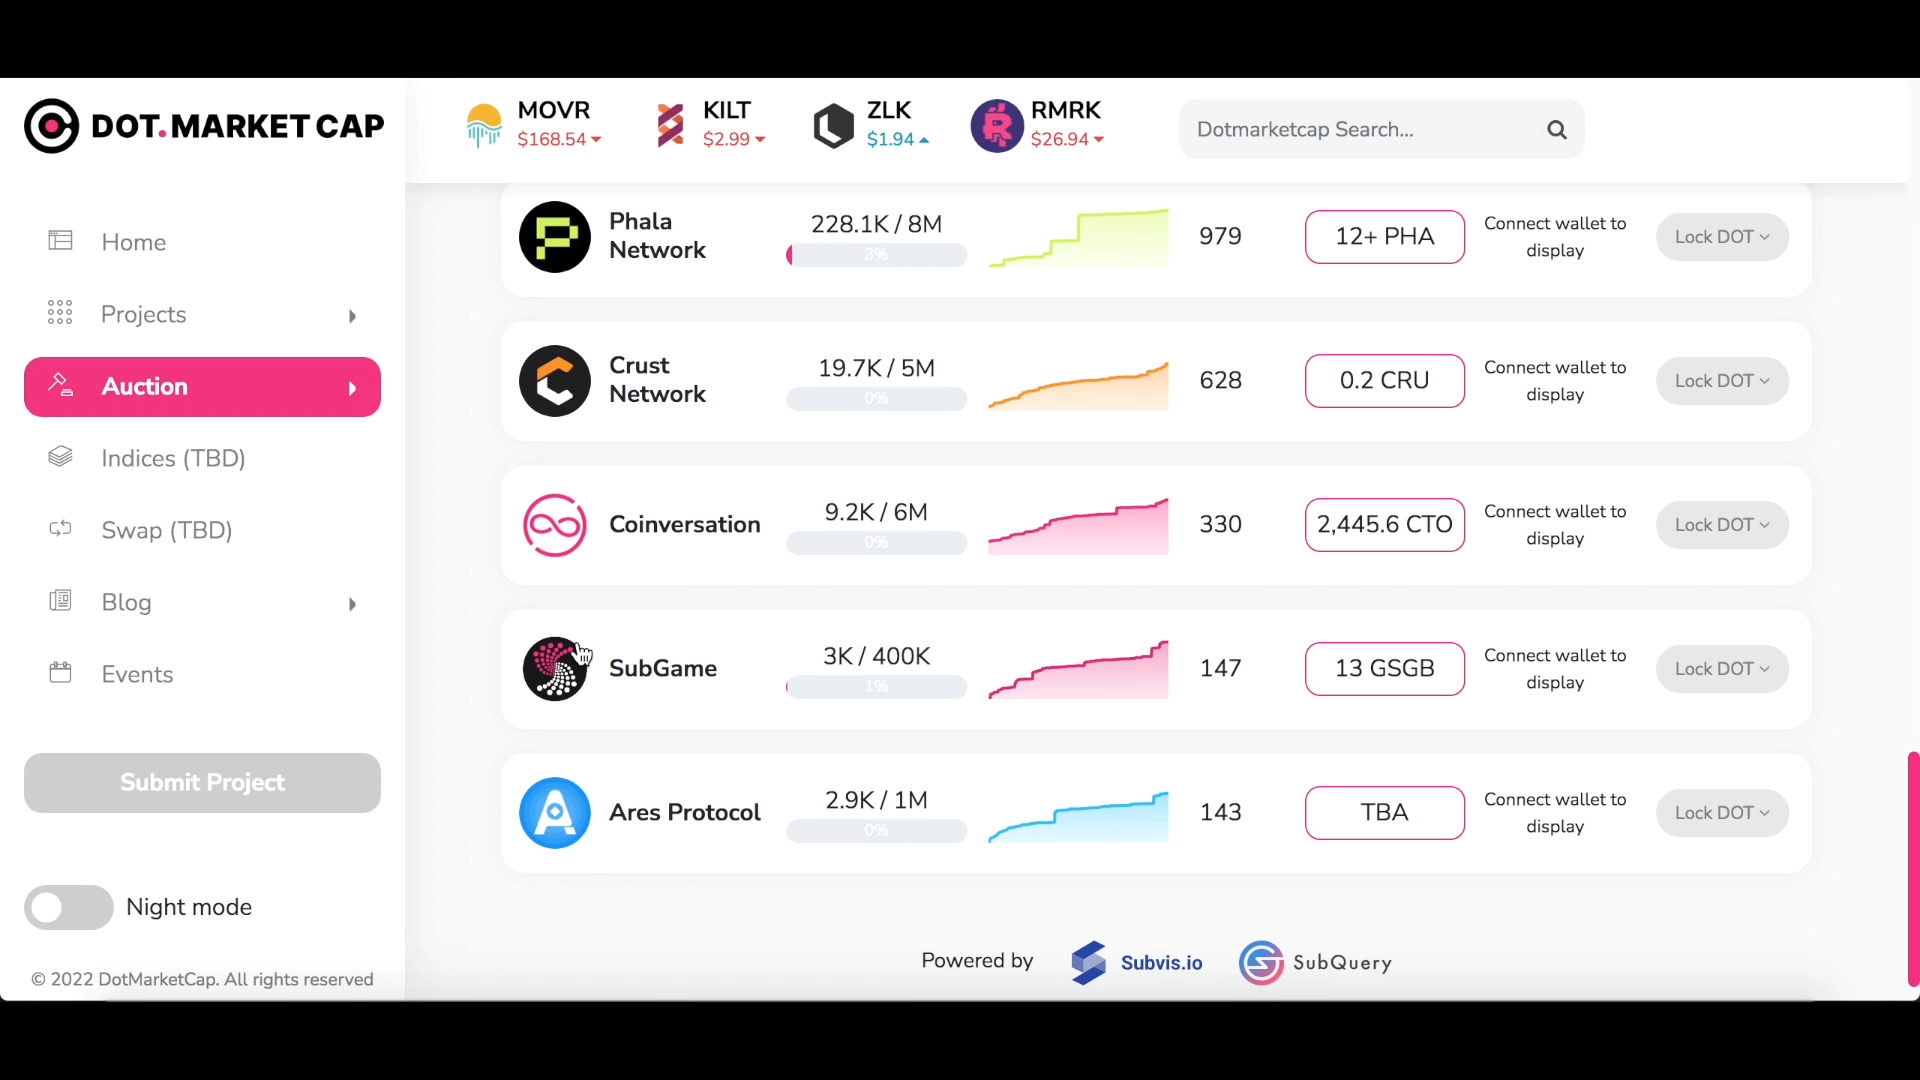 DOT.MARKET CAP
MOVR
$168.54
KILT
$2.99
ZLK
$1.94
RMRK
$26.94
Dotmarketcap Search...
Home
Projects
Auction
Indices (TBD)
Swap (TBD)
Blog
Events
Submit Project
Night mode
© 2022 DotMarketCap. All rights reserved
Phala
Network
228.1K / 8M
3%
979
12+ PHA
Connect wallet to
display
Lock DOT
Crust
Network
19.7K / 5M
0%
628
0.2 CRU
Connect wallet to
display
Lock DOT
Coinversation
9.2K / 6M
0%
330
2,445.6 CTO
Connect wallet to
display
Lock DOT
SubGame
3K / 400K
1%
147
13 GSGB
Connect wallet to
display
Lock DOT
Ares Protocol
2.9K / 1M
0%
143
TBA
Connect wallet to
display
Lock DOT
Powered by Subvis.io SubQuery